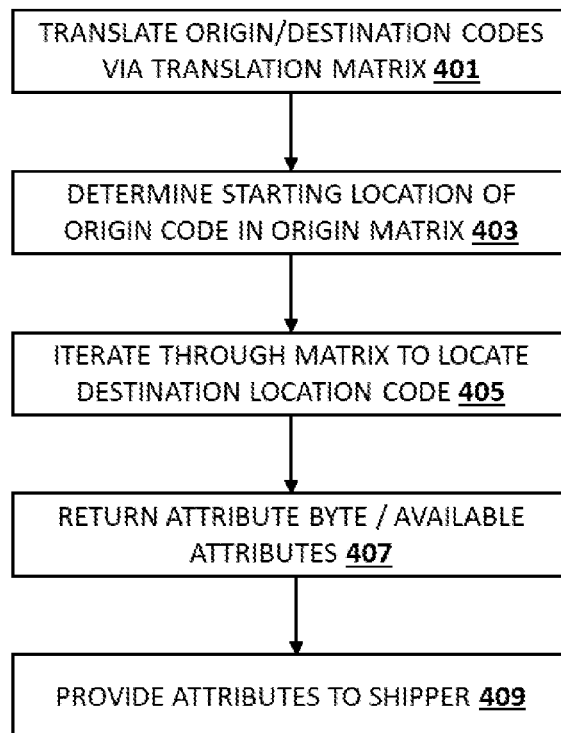 TRANSLATE ORIGIN/DESTINATION CODES
VIA TRANSLATION MATRIX 401
DETERMINE STARTING LOCATION OF
ORIGIN CODE IN ORIGIN MATRIX 403
ITERATE THROUGH MATRIX TO LOCATE
DESTINATION LOCATION CODE 405
RETURN ATTRIBUTE BYTE / AVAILABLE
ATTRIBUTES 407
PROVIDE ATTRIBUTES TO SHIPPER 409